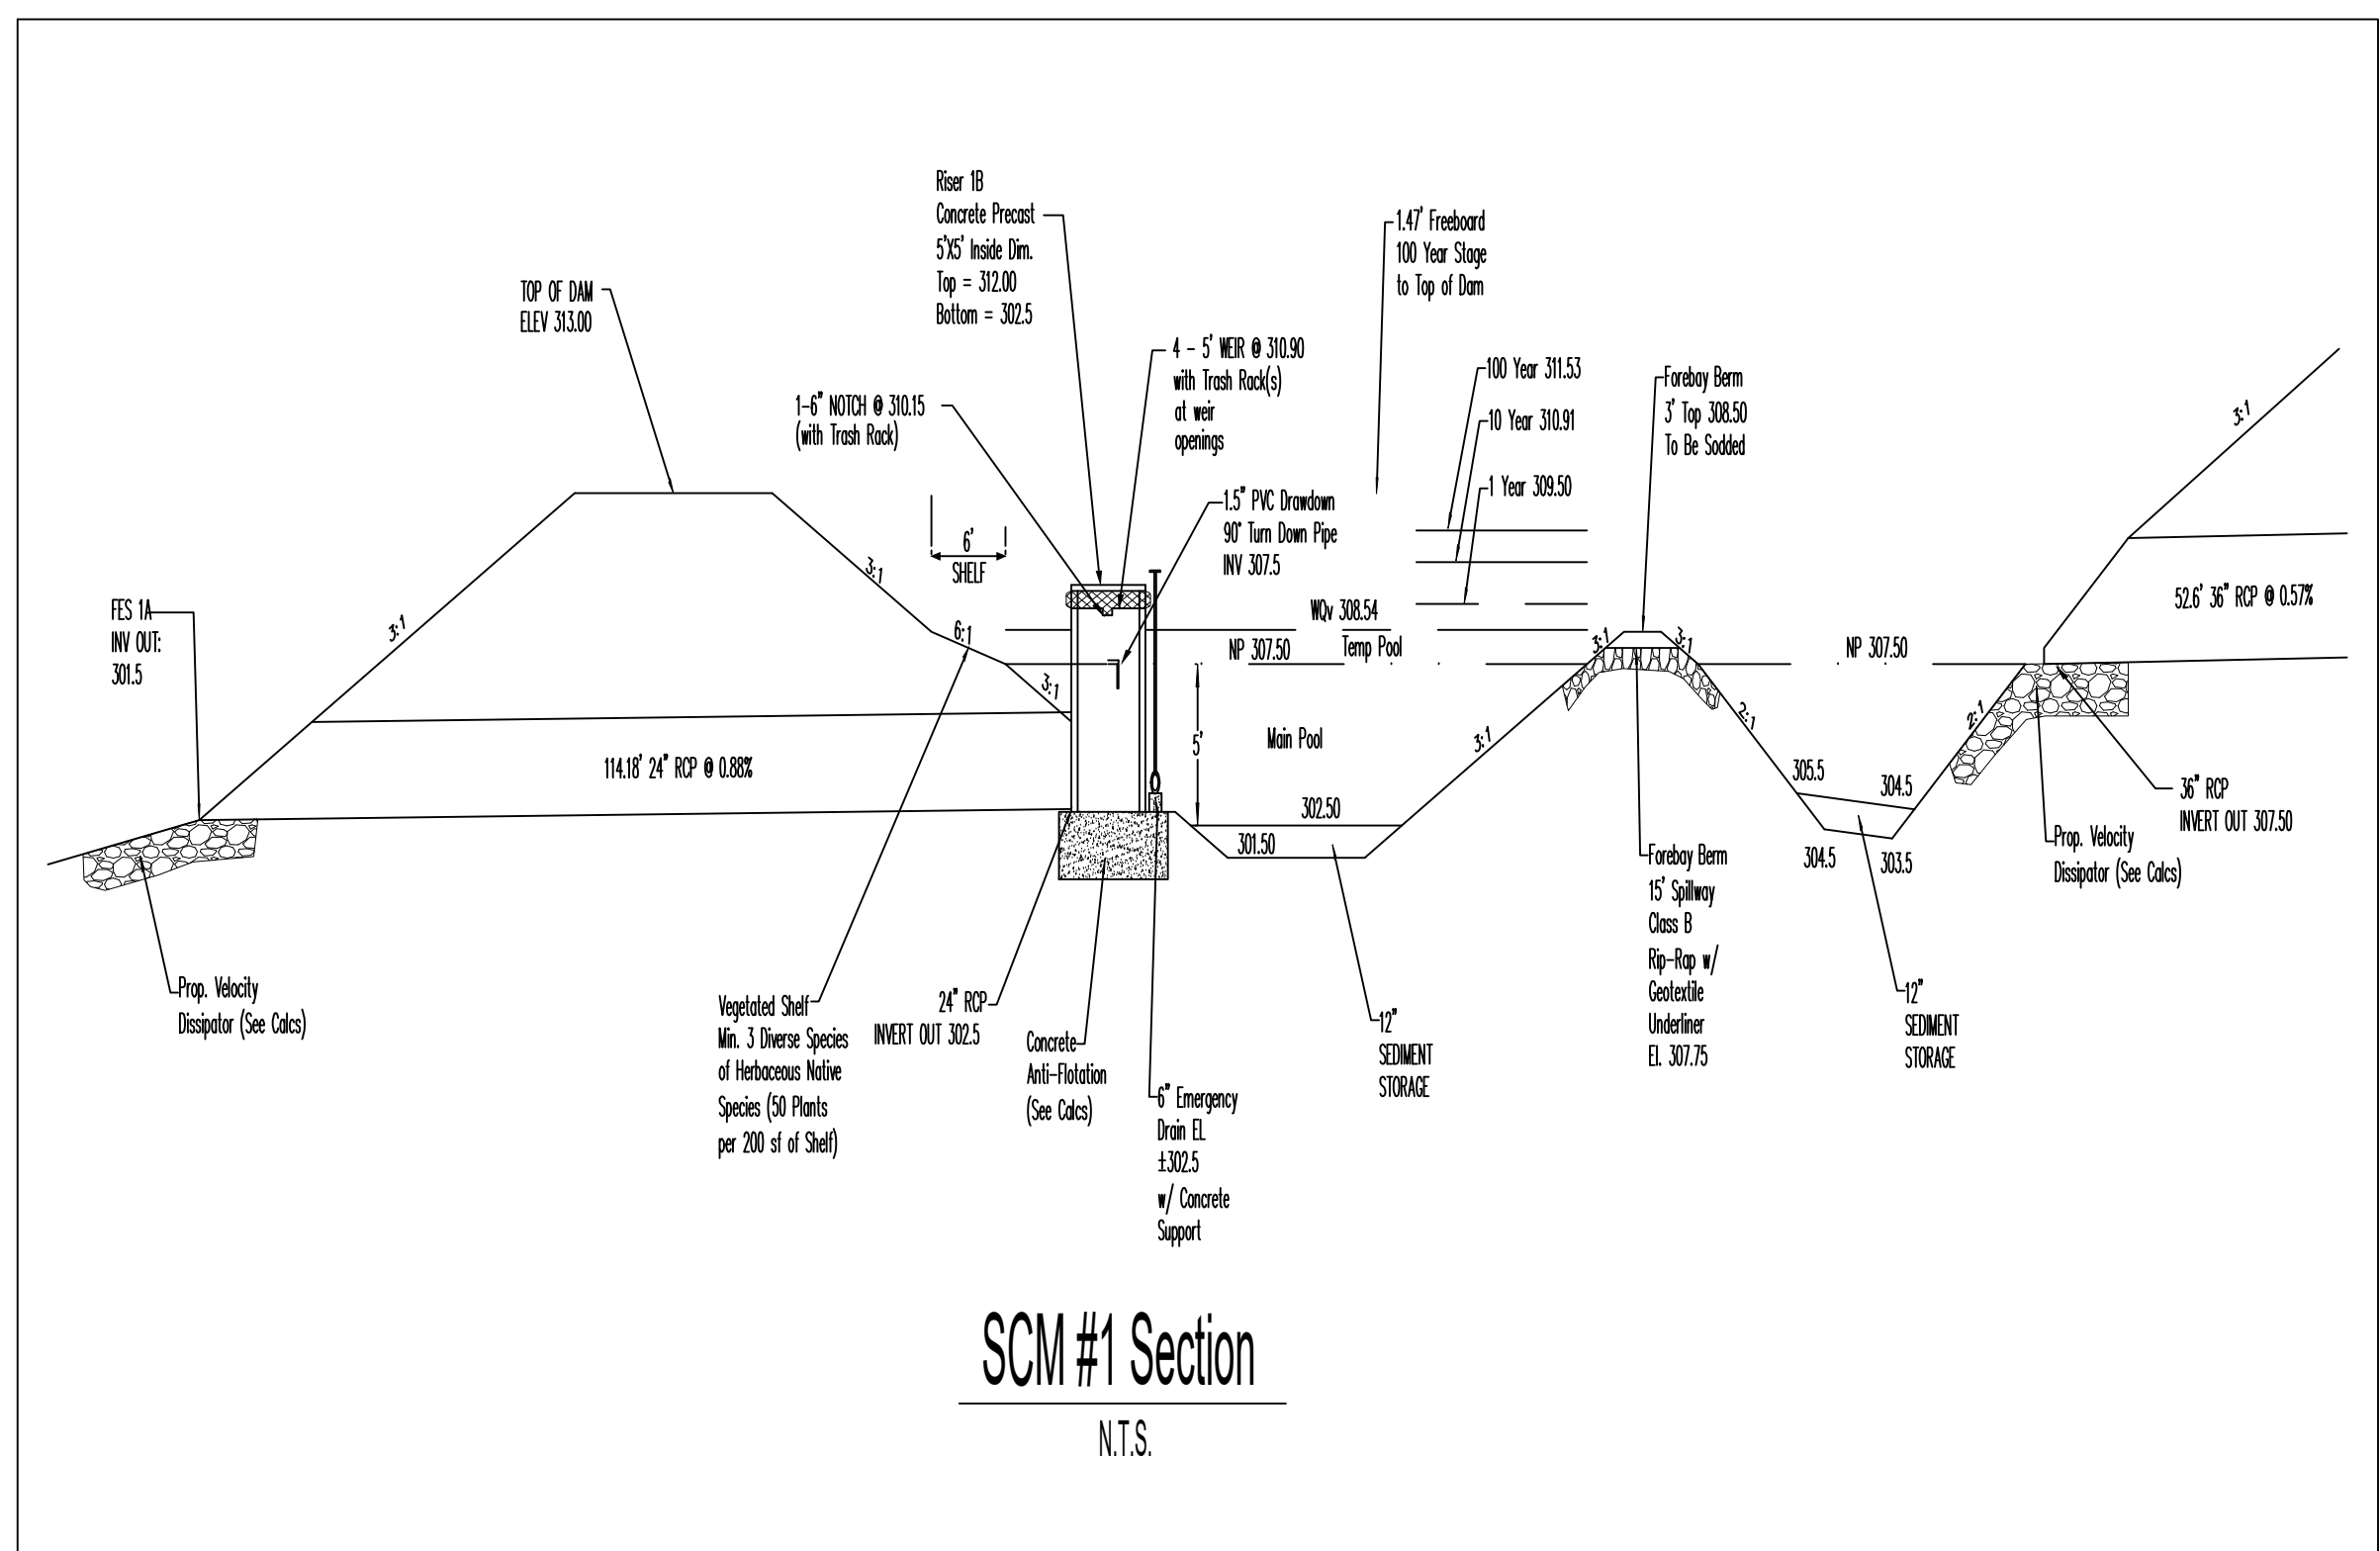 Riser 1B
Concrete Precast
5'X5' Inside Dim.
Top = 312.00
Bottom = 302.5
1.47' Freeboard
100 Year Stage
to Top of Dam
TOP OF DAM
ELEV 313.00
4 - 5' WEIR @ 310.90
with Trash Rack(s)
at weir
openings
1-6" NOTCH @ 310.15
(with Trash Rack)
100 Year 311.53
10 Year 310.91
1 Year 309.50
Forebay Berm
3' Top 308.50
To Be Sodded
3:1
1.5" PVC Drawdown
90° Turn Down Pipe
INV 307.5
6'
SHELF
3:1
FES 1A
INV OUT:
301.5
3:1
6:1
3:1
WQv 308.54
NP 307.50
Temp Pool
3:1
3:1
NP 307.50
52.6' 36" RCP @ 0.57%
114.18' 24" RCP @ 0.88%
5'
Main Pool
3:1
2:1
2:1
302.50
301.50
305.5
304.5
304.5
303.5
36" RCP
INVERT OUT 307.50
Prop. Velocity
Dissipator (See Calcs)
Forebay Berm
15' Spillway
Class B
Rip-Rap w/
Geotextile
Underliner
El. 307.75
Prop. Velocity
Dissipator (See Calcs)
Vegetated Shelf
Min. 3 Diverse Species
of Herbaceous Native
Species (50 Plants
per 200 sf of Shelf)
24" RCP
INVERT OUT 302.5
Concrete
Anti-Flotation
(See Calcs)
6" Emergency
Drain EL
±302.5
w/ Concrete
Support
12"
SEDIMENT
STORAGE
12"
SEDIMENT
STORAGE
SCM #1 Section
N.T.S.